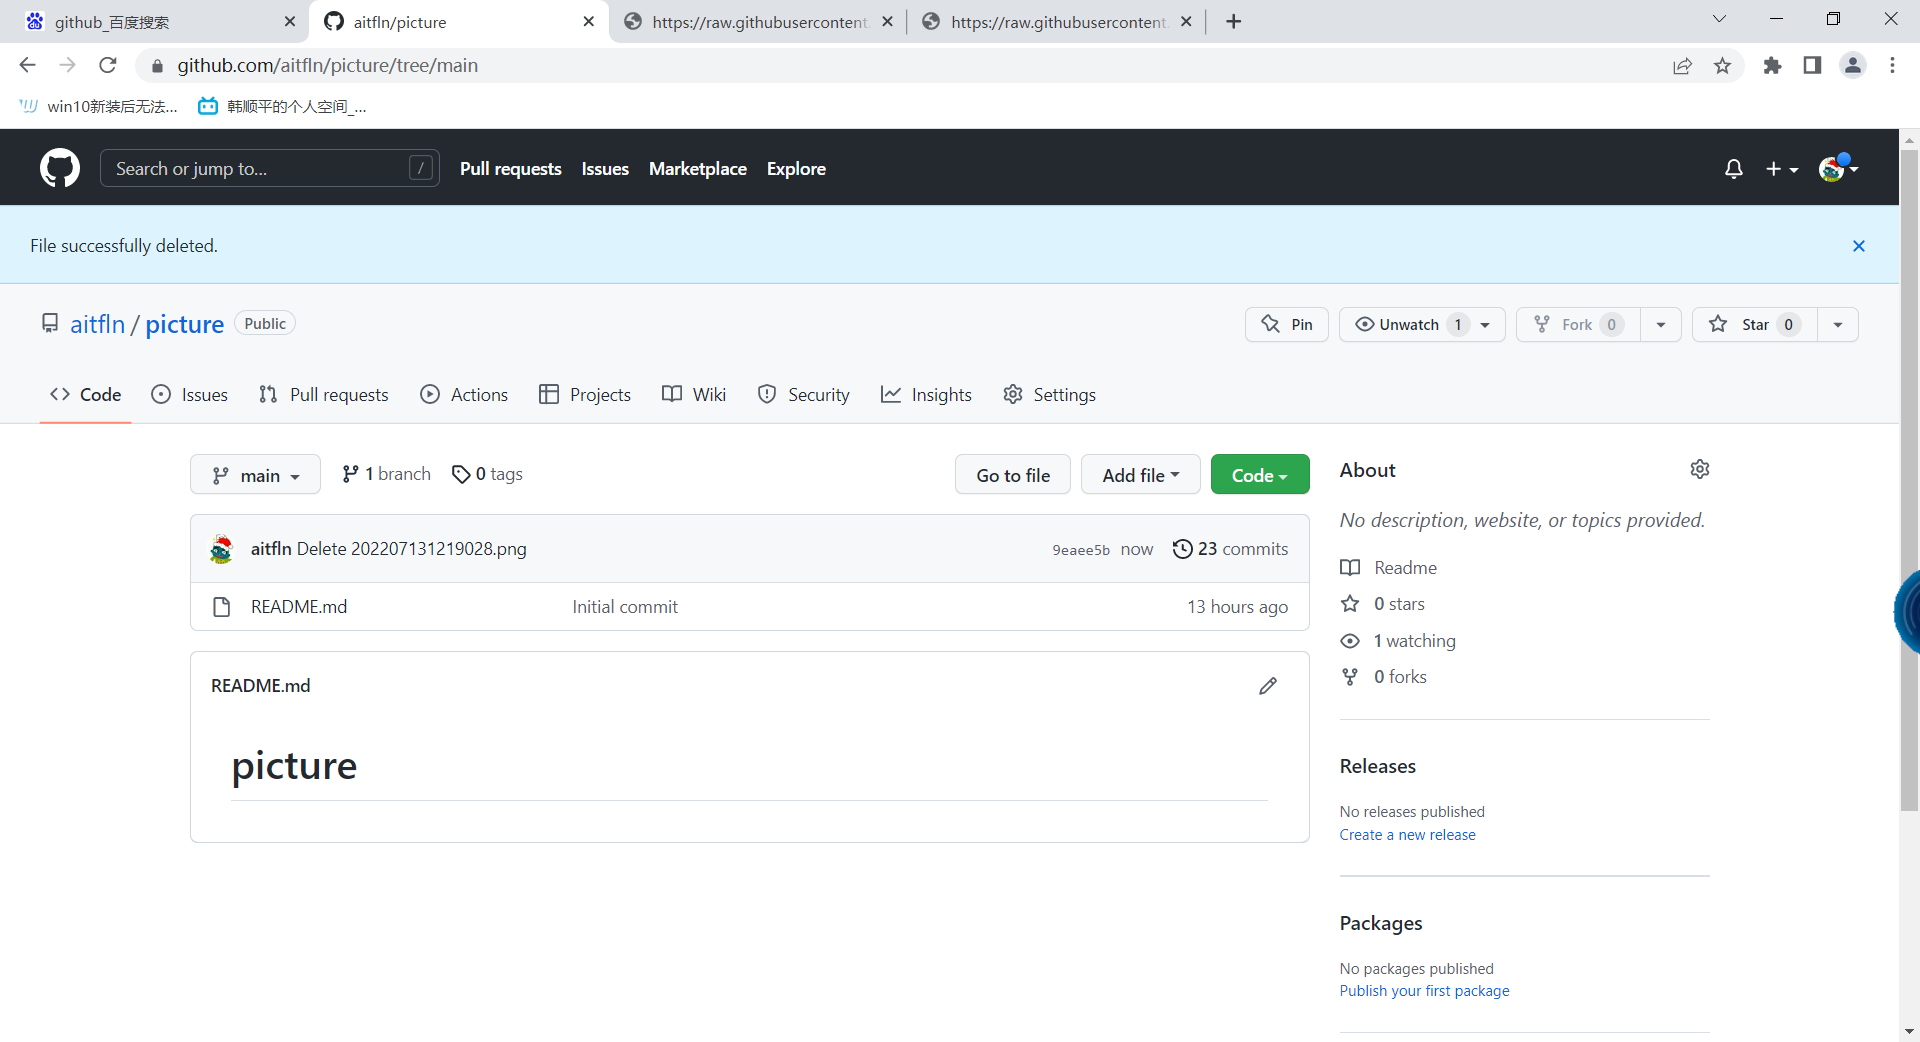 github_百度搜索
aitfln/picture
https://raw.githubusercontent.
https://raw.githubusercontent.
github.com/aitfln/picture/tree/main
win10新装后无法...
韩顺平的个人空间_...
Search or jump to...
/
Pull requests
Issues
Marketplace
Explore
File successfully deleted.
aitfln / picture
Public
Pin
Unwatch 1
Fork 0
Star 0
Code
Issues
Pull requests
Actions
Projects
Wiki
Security
Insights
Settings
main
1 branch
0 tags
Go to file
Add file
Code
aitfln Delete 202207131219028.png
9eaee5b now
23 commits
README.md
Initial commit
13 hours ago
README.md
picture
About
No description, website, or topics provided.
Readme
0 stars
1 watching
0 forks
Releases
No releases published
Create a new release
Packages
No packages published
Publish your first package